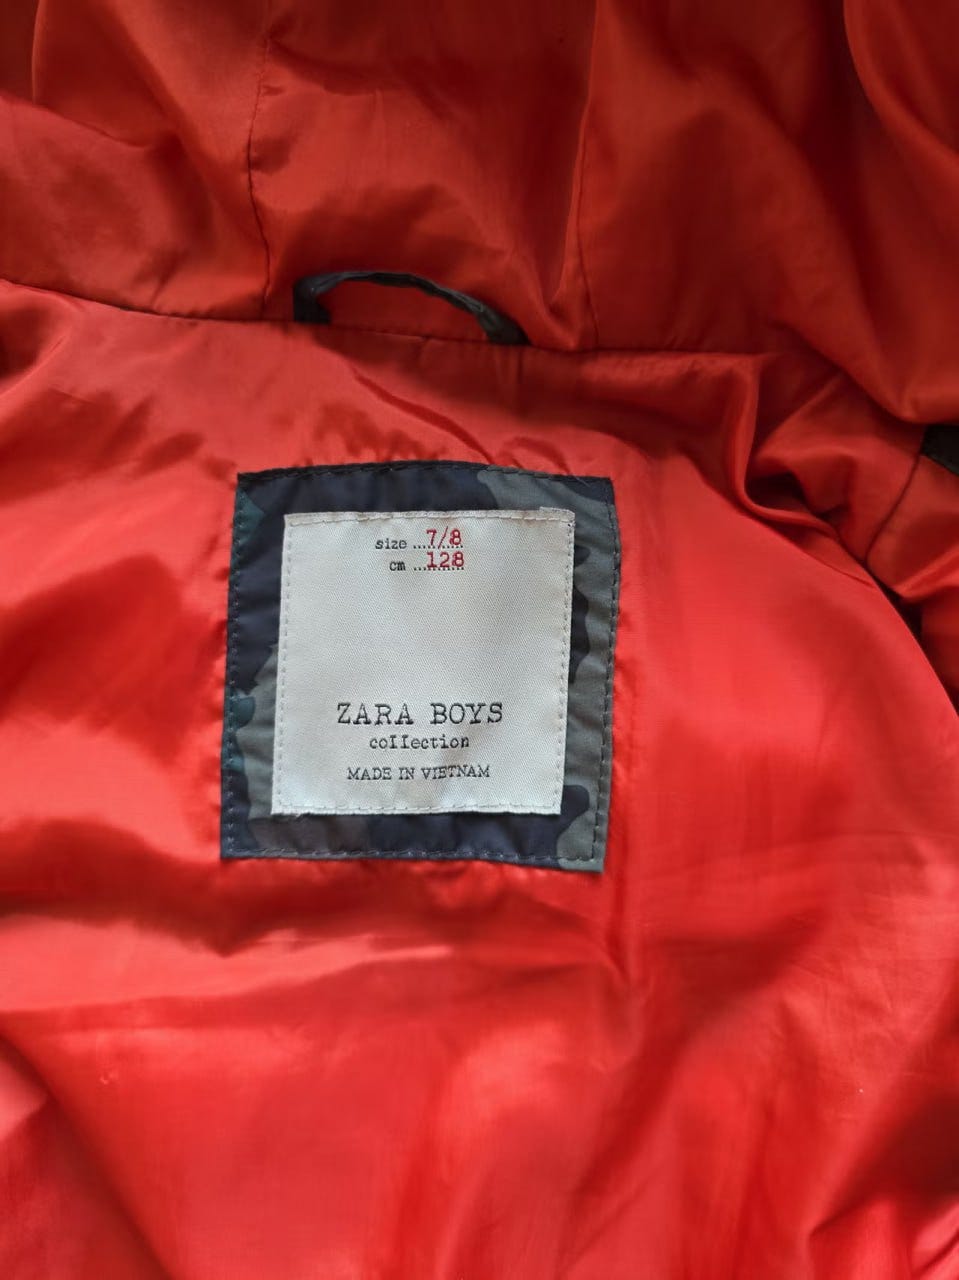 size ....7/8
cm ....128
ZARA BOYS
collection
MADE IN VIETNAM